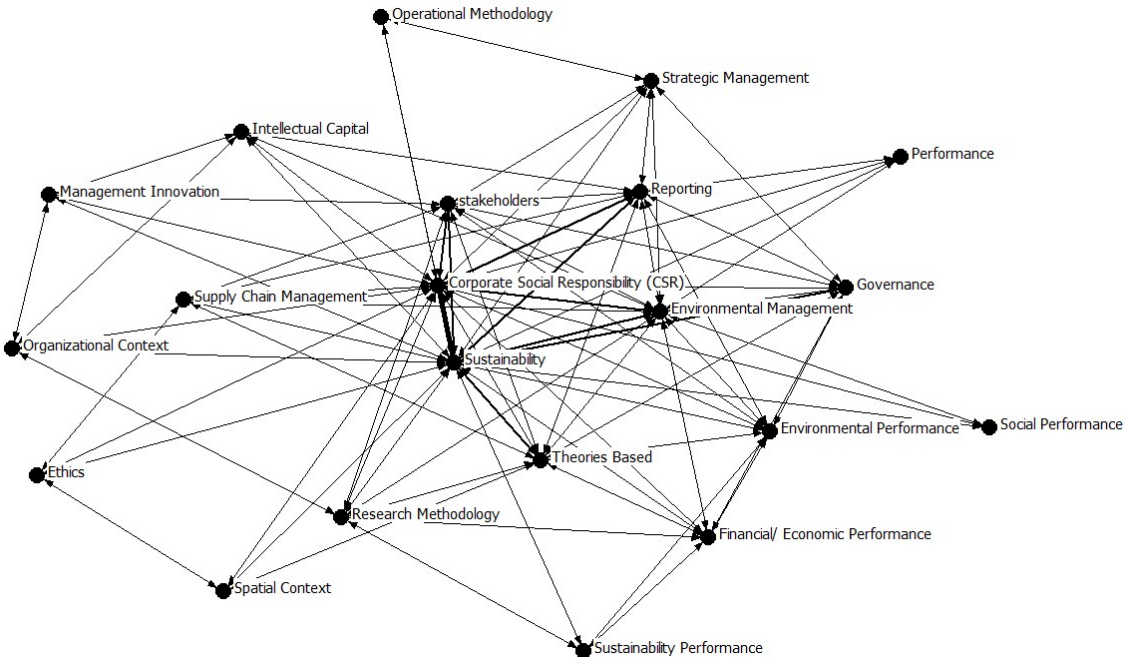 Operational Methodology
Strategic Management
Intellectual Capital
Performance
Management Innovation
Reporting
stakeholders
Corporate Social Responsibility (CSR)
Governance
Supply Chain Management
Environmental Management
Organizational Context
Sustainability
Environmental Performance
Social Performance
Theories Based
Ethics
Research Methodology
Financial/ Economic Performance
Spatial Context
Sustainability Performance